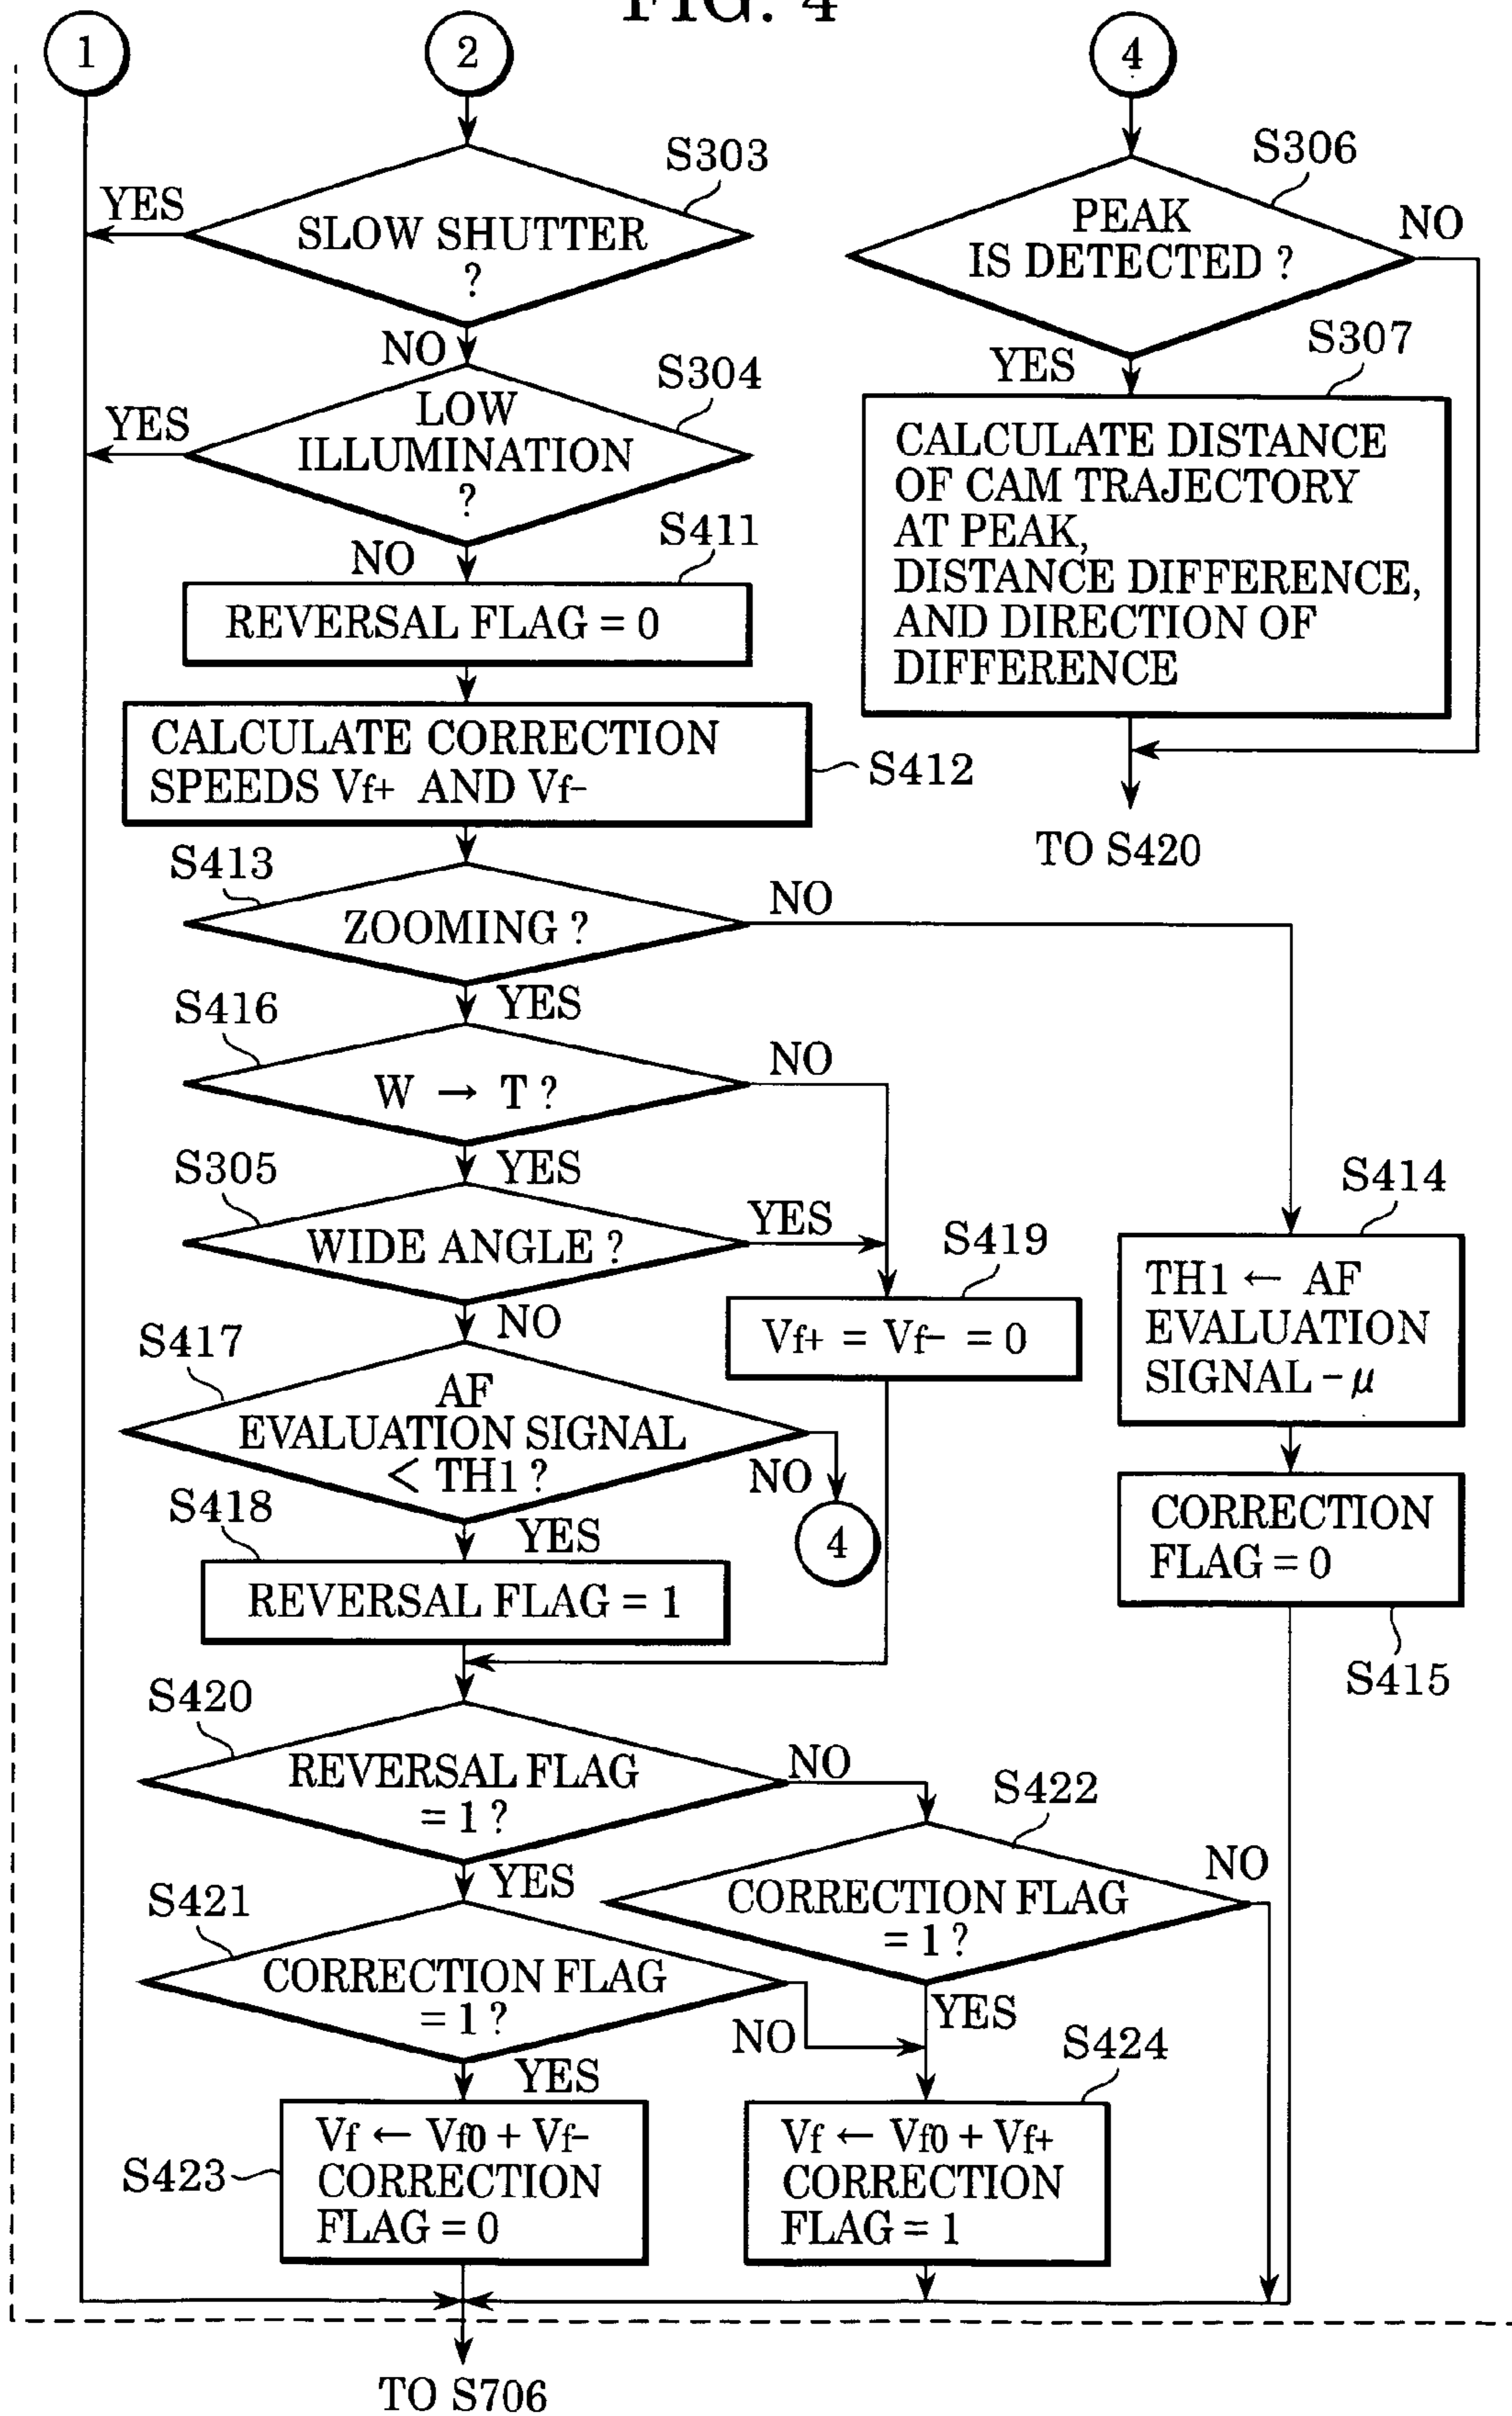 FIG. 4
1
2
4
S303
SLOW SHUTTER
?
YES
NO
S304
LOW
ILLUMINATION
?
YES
NO
S411
REVERSAL FLAG = 0
CALCULATE CORRECTION
SPEEDS Vf+ AND Vf-
S412
S306
PEAK
IS DETECTED ?
NO
YES
S307
CALCULATE DISTANCE
OF CAM TRAJECTORY
AT PEAK,
DISTANCE DIFFERENCE,
AND DIRECTION OF
DIFFERENCE
TO S420
S413
ZOOMING ?
NO
YES
S416
W → T ?
NO
YES
S305
WIDE ANGLE ?
YES
NO
S419
Vf+ = Vf- = 0
S414
TH1 ← AF
EVALUATION
SIGNAL - μ
CORRECTION
FLAG = 0
S415
S417
AF
EVALUATION SIGNAL
< TH1 ?
NO
4
YES
S418
REVERSAL FLAG = 1
S420
REVERSAL FLAG
= 1 ?
NO
YES
S422
CORRECTION FLAG
= 1 ?
NO
YES
S421
CORRECTION FLAG
= 1 ?
NO
YES
S423
Vf ← Vf0 + Vf-
CORRECTION
FLAG = 0
S424
Vf ← Vf0 + Vf+
CORRECTION
FLAG = 1
TO S706